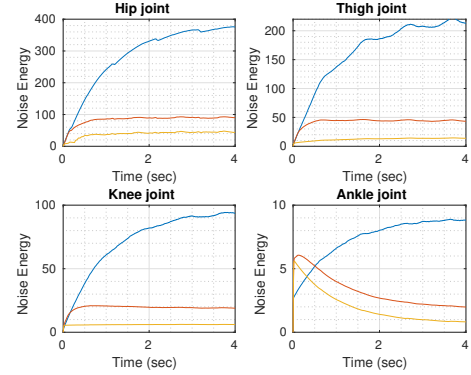 Hip joint
Noise Energy
400
300
200
100
0
0
2
4
Time (sec)
Thigh joint
Noise Energy
200
150
100
50
0
2
4
Time (sec)
Knee joint
Noise Energy
100
50
0
0
2
4
Time (sec)
Ankle joint
Noise Energy
10
5
0
0
2
4
Time (sec)